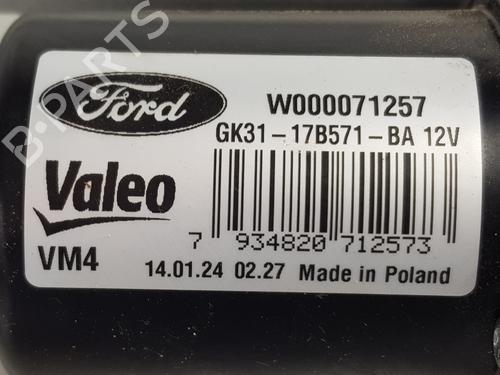 Ford
W000071257
GK31-17B571-BA 12V
Valeo
7 934820 712573
VM4
14.01.24 02.27 Made in Poland
B-PARTS